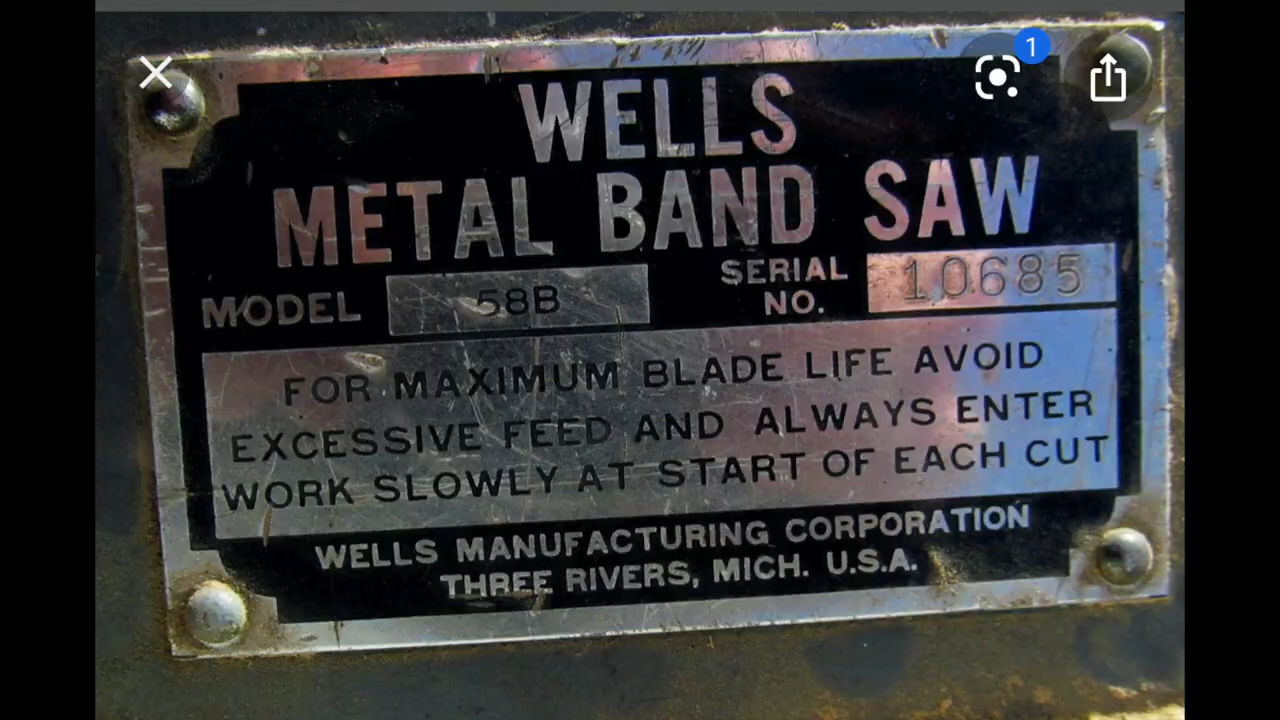 1
WELLS
METAL BAND SAW
MODEL 58B SERIAL NO. 10685
FOR MAXIMUM BLADE LIFE AVOID
EXCESSIVE FEED AND ALWAYS ENTER
WORK SLOWLY AT START OF EACH CUT
WELLS MANUFACTURING CORPORATION
THREE RIVERS, MICH. U.S.A.